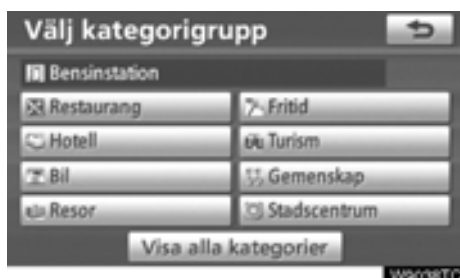 Välj kategorigrupp
Bensinstation
Restaurang
Fritid
Hotell
Turism
Bil
Gemenskap
Resor
Stadscentrum
Visa alla kategorier